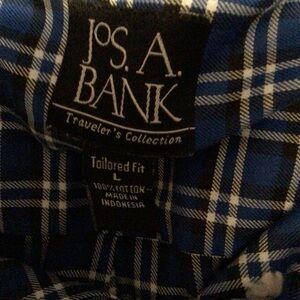 JOS. A.
BANK
Traveler's Collection
Tailored Fit
L
100% COTTON
MADE IN
INDONESIA